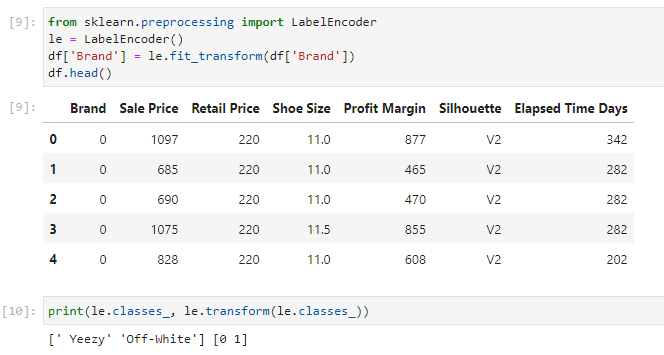 [9]: from sklearn.preprocessing import LabelEncoder
le = LabelEncoder()
df['Brand'] = le.fit_transform(df['Brand'])
df.head()
[9]: Brand Sale Price Retail Price Shoe Size Profit Margin Silhouette Elapsed Time Days
0 0 1097 220 11.0 877 V2 342
1 0 685 220 11.0 465 V2 282
2 0 690 220 11.0 470 V2 282
3 0 1075 220 11.5 855 V2 282
4 0 828 220 11.0 608 V2 202
[10]: print(le.classes_, le.transform(le.classes_))
[' Yeezy' 'Off-White'] [0 1]